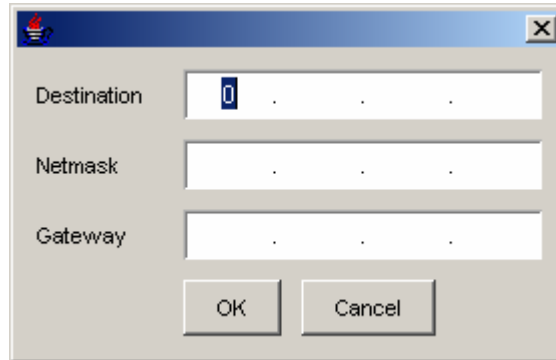 Destination 0 . . .
Netmask . . .
Gateway . . .
OK Cancel